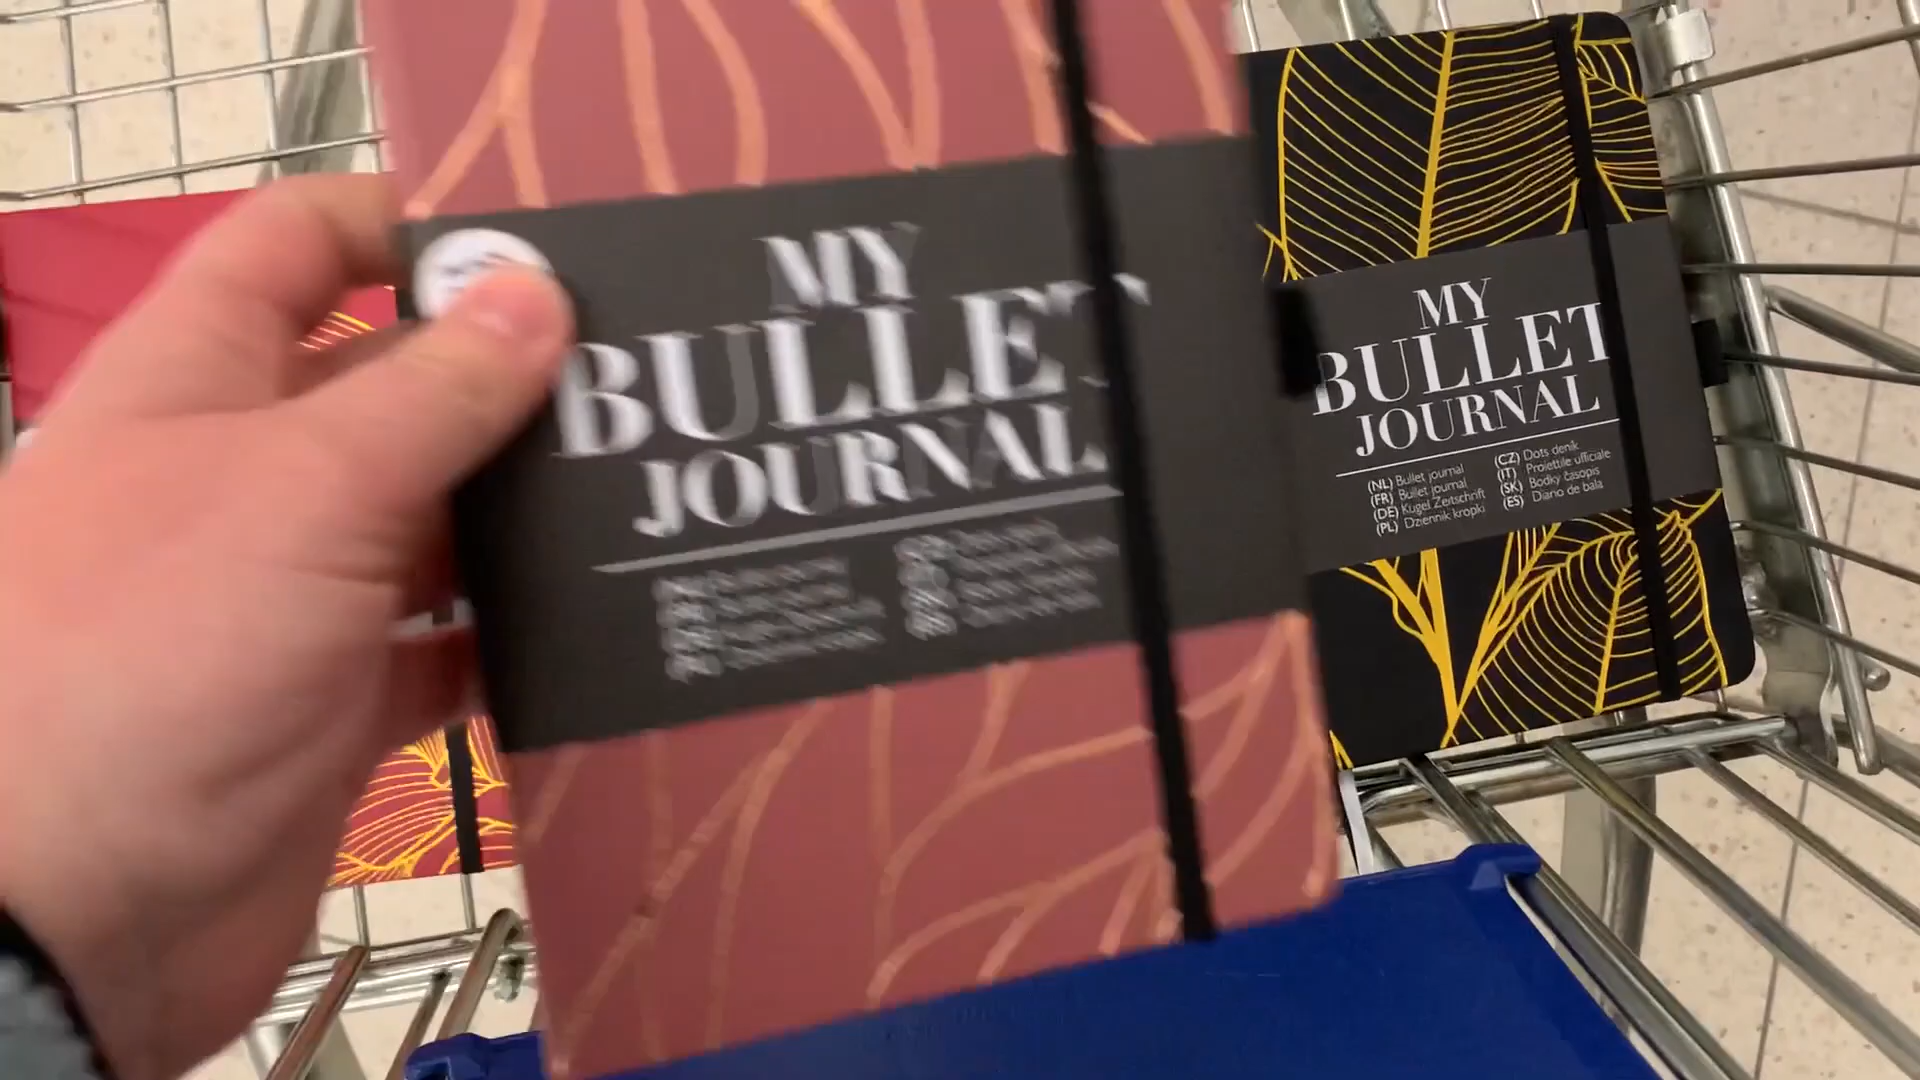 MY
BULLET
JOURNAL
MY
BULLET
JOURNAL
(NL) Bullet journal
(FR) Bullet journal
(DE) Kugel Zeitschrift
(PL) Dziennik kropki
(CZ) Dots deník
(IT) Proiettile ufficiale
(SK) Bodky časopis
(ES) Diario de bala